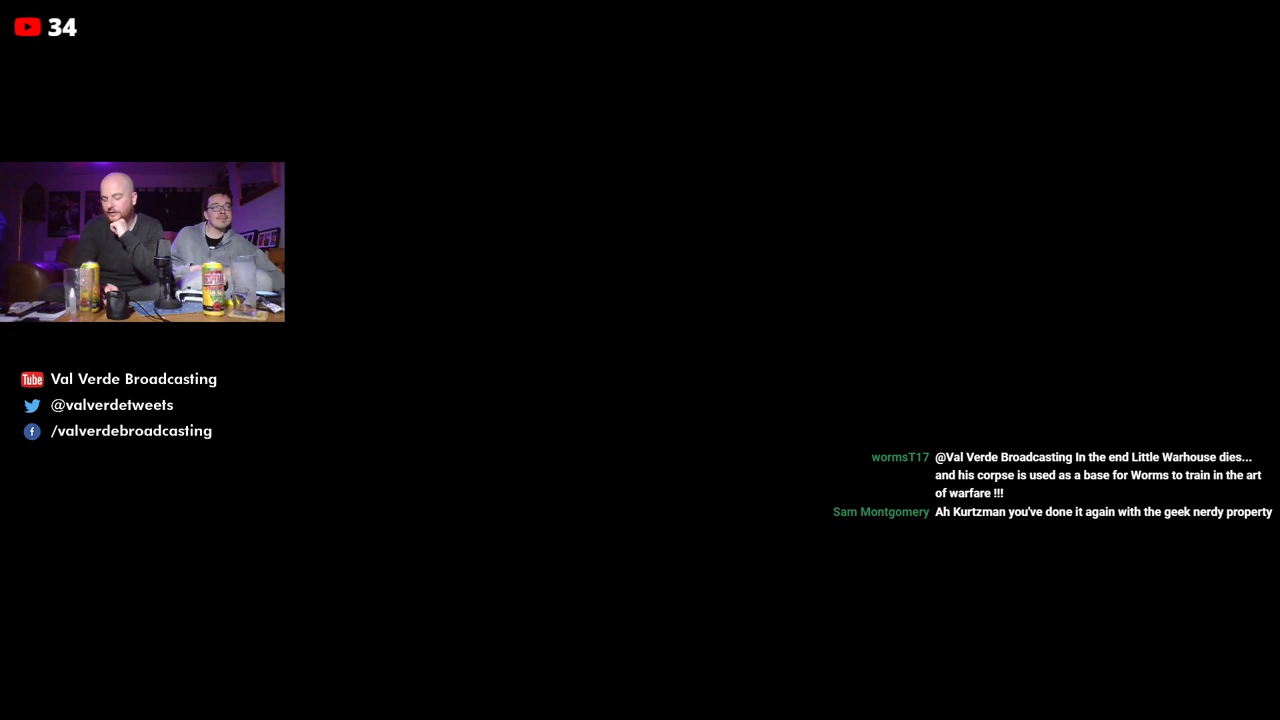 34
Tube Val Verde Broadcasting
@valverdetweets
f /valverdebroadcasting
wormsT17 @Val Verde Broadcasting In the end Little Warhouse dies...
and his corpse is used as a base for Worms to train in the art
of warfare !!!
Sam Montgomery Ah Kurtzman you've done it again with the geek nerdy property